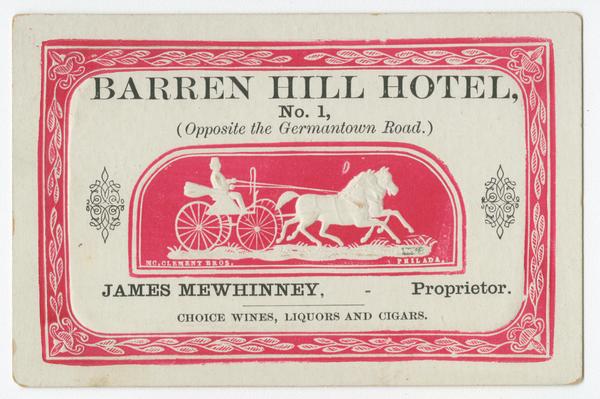 BARREN HILL HOTEL,
No. 1,
(Opposite the Germantown Road.)
MC. CLEMENT BROS. PHILADA.
JAMES MEWHINNEY, - Proprietor.
CHOICE WINES, LIQUORS AND CIGARS.